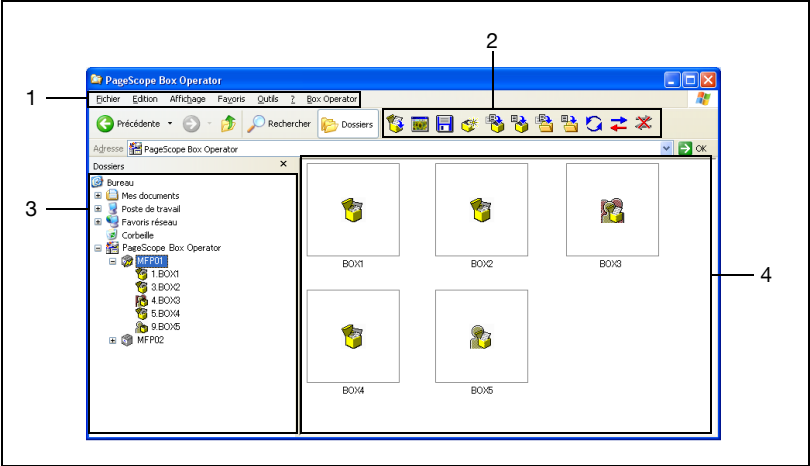 2
PageScope Box Operator
1
Fichier Edition Affichage Favoris Outils ? Box Operator
Précédente Rechercher Dossiers
Adresse PageScope Box Operator OK
Dossiers
3
Bureau
Mes documents
Poste de travail
Favoris réseau
Corbeille
PageScope Box Operator
MFP01
1.BOX1
3.BOX2
4.BOX3
5.BOX4
9.BOX5
MFP02
BOX1 BOX2 BOX3
4
BOX4 BOX5